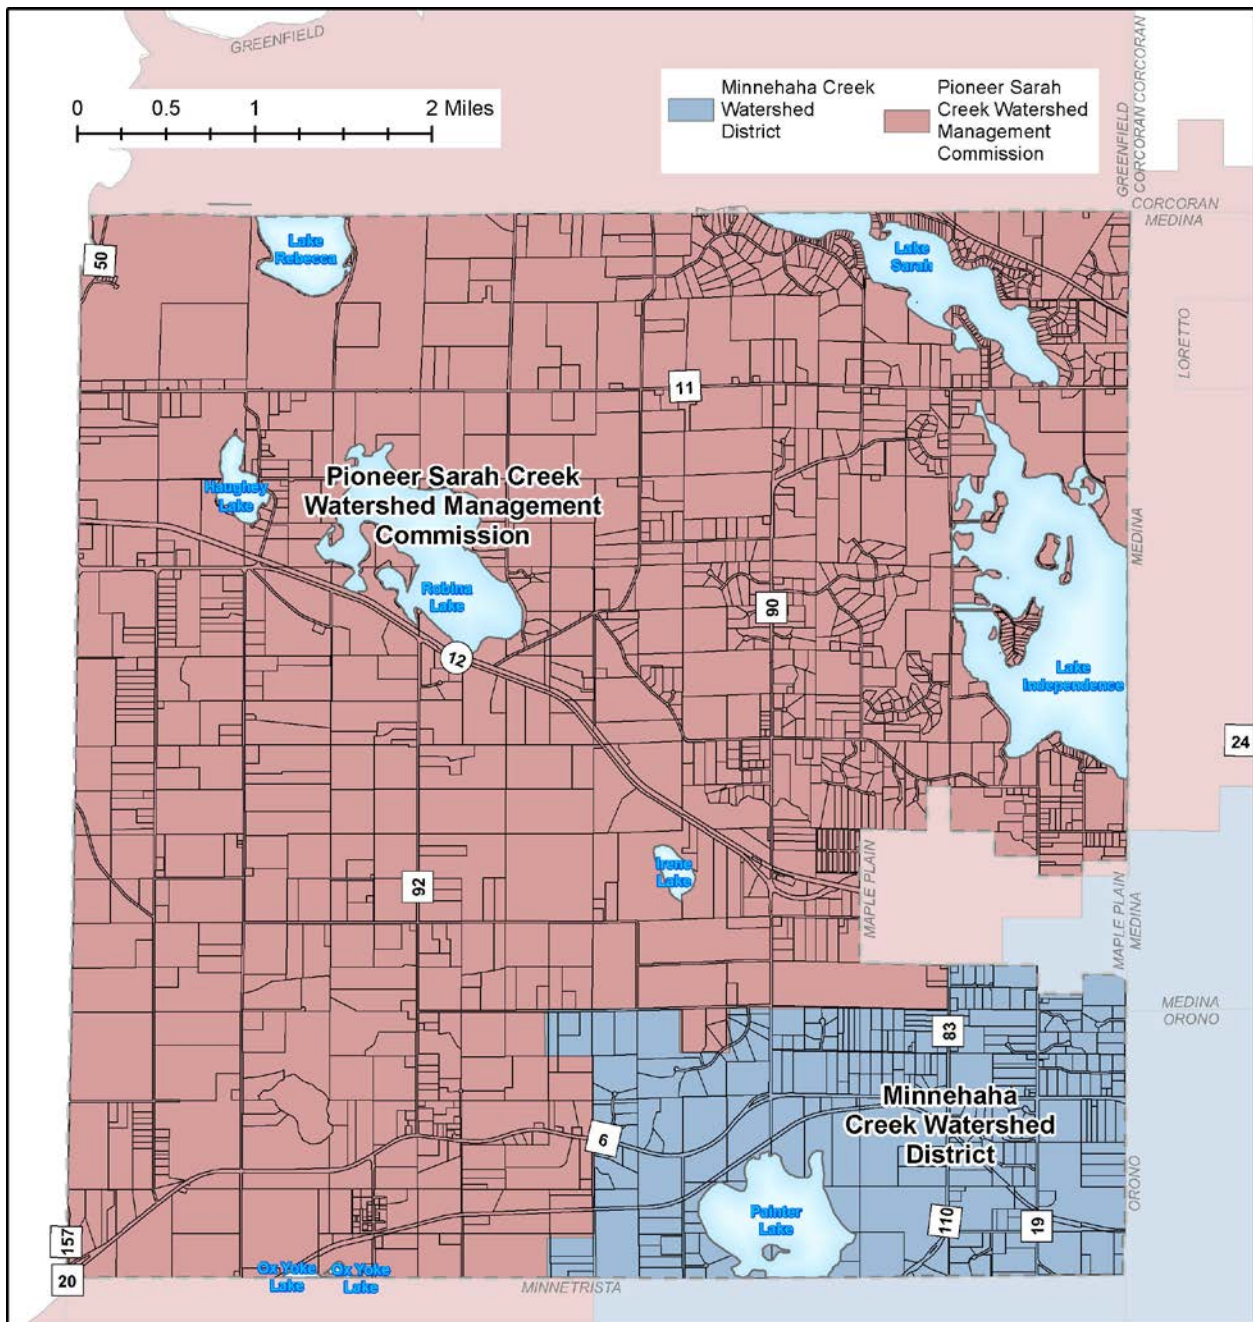 GREENFIELD
0 0.5 1 2 Miles
Minnehaha Creek
Watershed
District
Pioneer Sarah
Creek Watershed
Management
Commission
GREENFIELD
CORCORAN
CORCORAN
CORCORAN
MEDINA
50
Lake
Rebecca
Lake
Sarah
LORETTO
11
Haughey
Lake
Pioneer Sarah Creek
Watershed Management
Commission
MEDINA
Robina
Lake
90
12
Lake
Independence
24
Irene
Lake
92
MAPLE PLAIN
MAPLE PLAIN
MEDINA
MEDINA
ORONO
83
Minnehaha
Creek Watershed
District
6
ORONO
Painter
Lake
110
19
157
20
Ox Yoke
Lake
Ox Yoke
Lake
MINNETRISTA